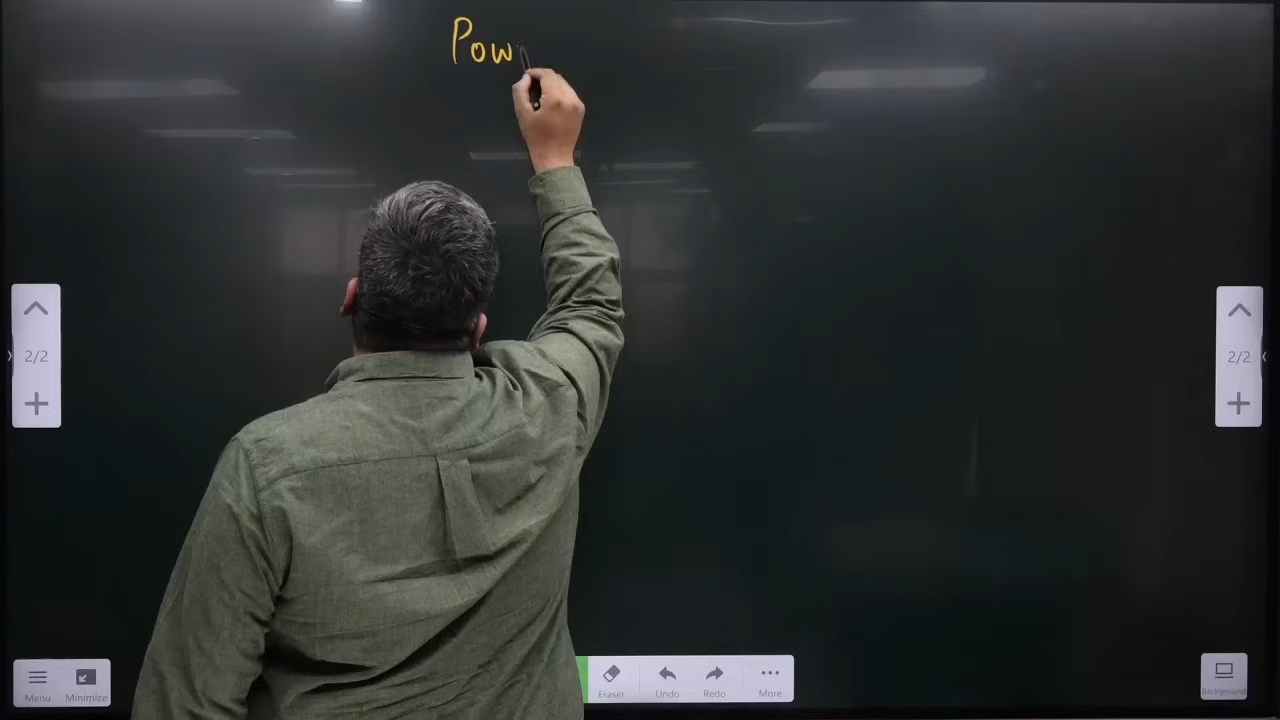 Pow
2/2
2/2
Menu Minimize
Eraser Undo Redo More
Background